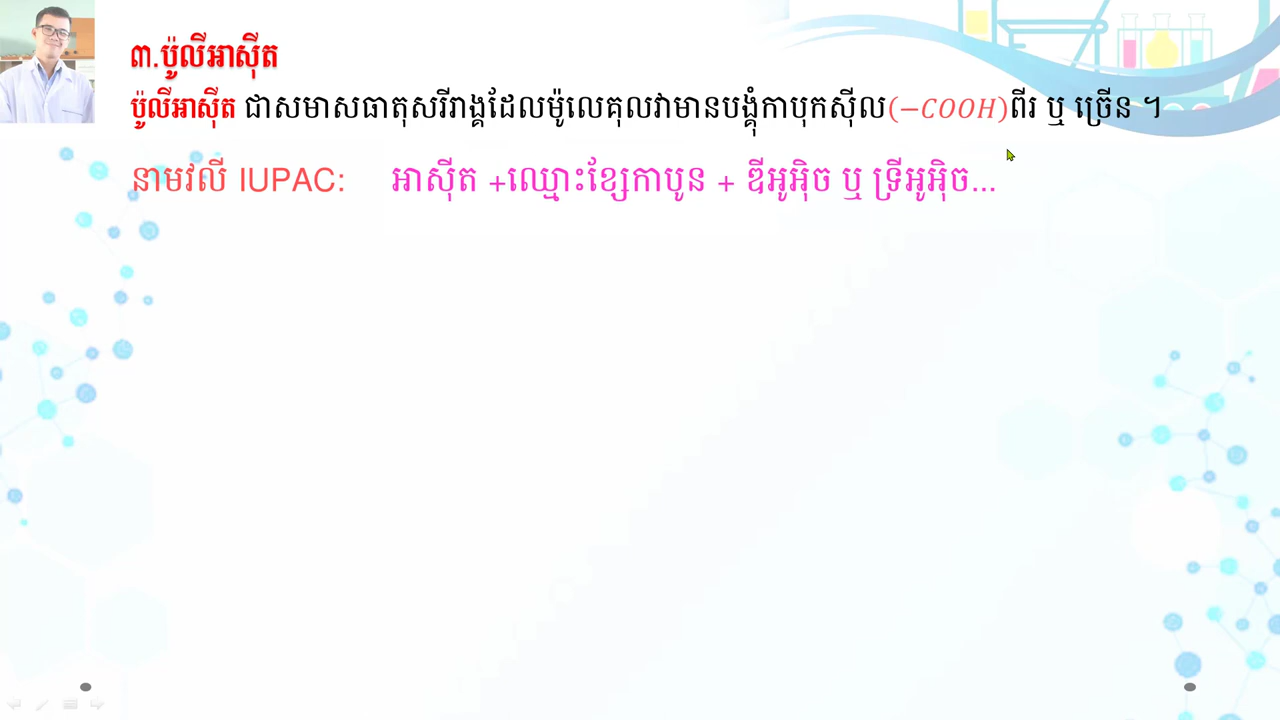 ៣.ប៉ូលីអាស៊ីត
ប៉ូលីអាស៊ីត ជាសមាសធាតុសរីរាង្គដែលម៉ូលេគុលវាមានបង្គុំកាបុកស៊ីល(−COOH)ពីរ ឬ ច្រើន ។
នាមវលី IUPAC: អាស៊ីត +ឈ្មោះខ្សែកាបូន + ឌីអូអ៊ិច ឬ ទ្រីអូអ៊ិច...